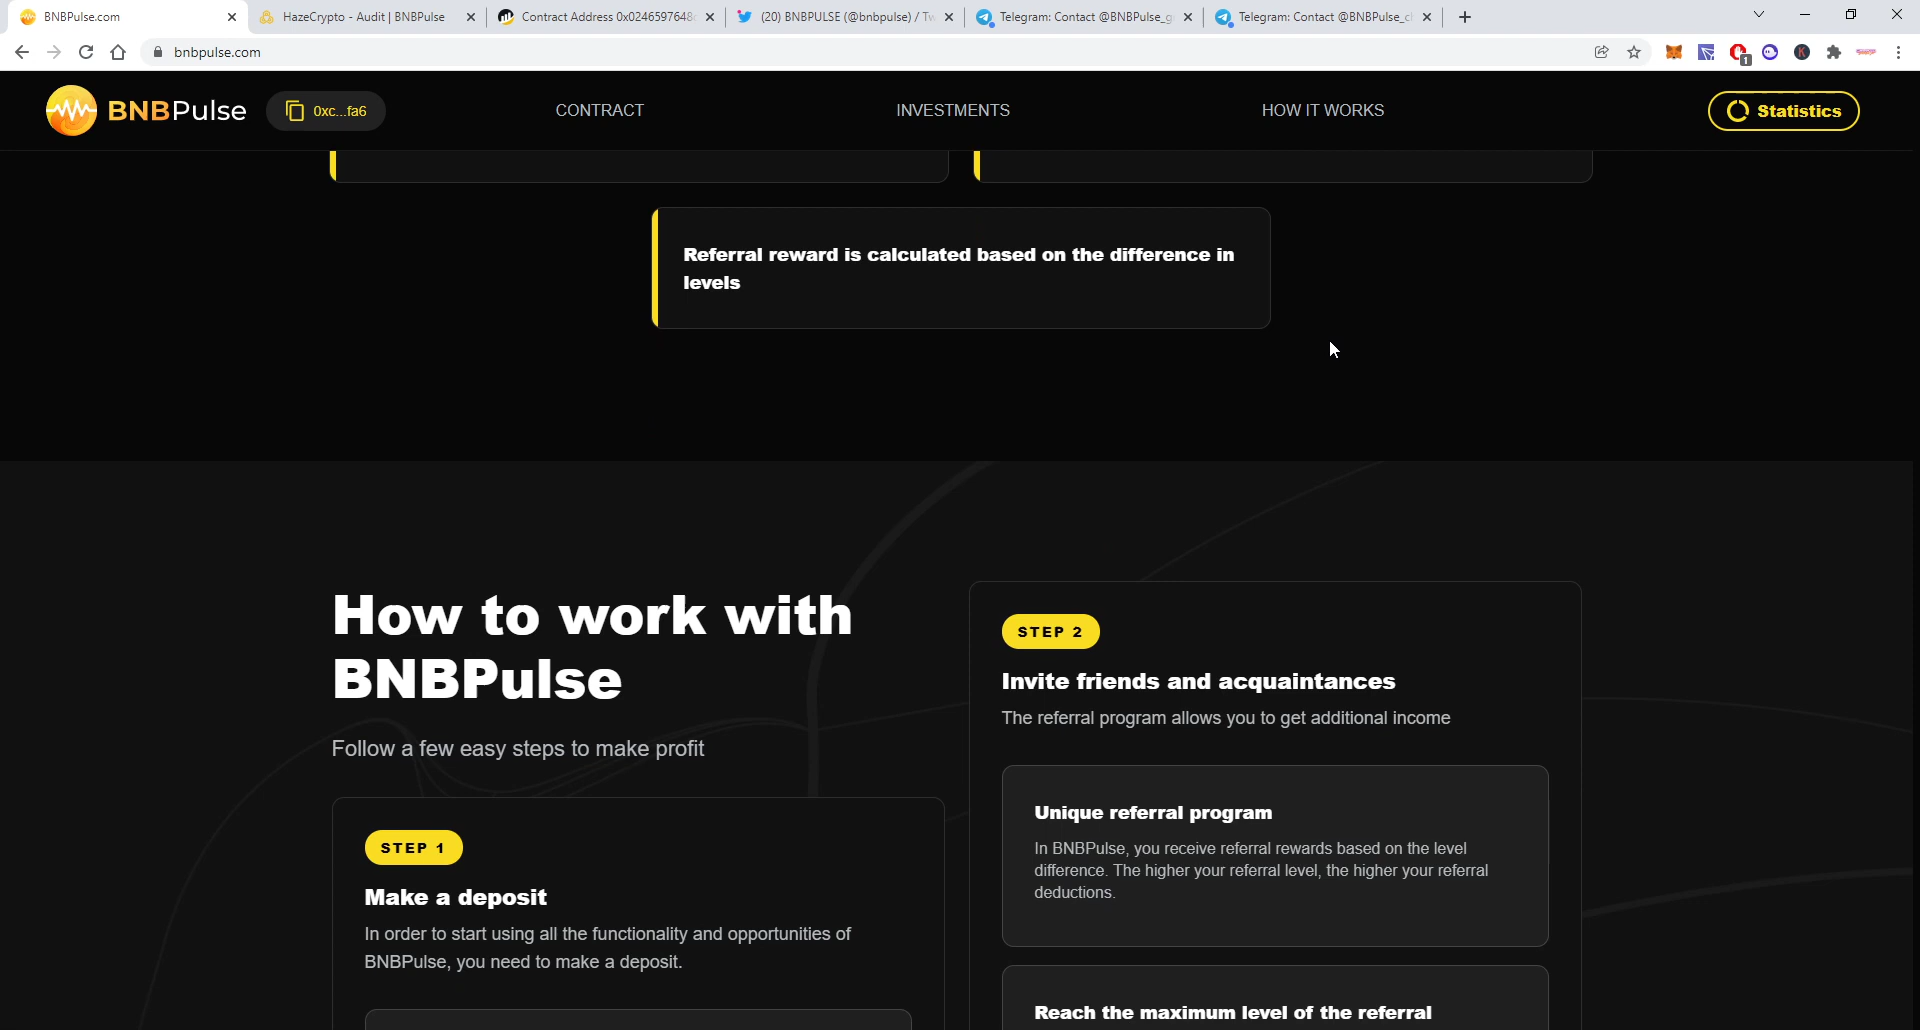 BNBPulse.com
HazeCrypto - Audit | BNBPulse
Contract Address 0x0246597648
(20) BNBPULSE (@bnbpulse) / Tw
Telegram: Contact @BNBPulse_g
Telegram: Contact @BNBPulse_c
bnbpulse.com
1
K
BNBPulse
0xc...fa6
CONTRACT
INVESTMENTS
HOW IT WORKS
Statistics
Referral reward is calculated based on the difference in
levels
How to work with
BNBPulse
Follow a few easy steps to make profit
STEP 1
Make a deposit
In order to start using all the functionality and opportunities of
BNBPulse, you need to make a deposit.
STEP 2
Invite friends and acquaintances
The referral program allows you to get additional income
Unique referral program
In BNBPulse, you receive referral rewards based on the level
difference. The higher your referral level, the higher your referral
deductions.
Reach the maximum level of the referral